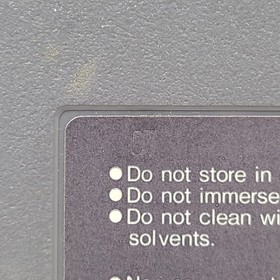 ● Do not store in
● Do not immerse
● Do not clean wi
solvents.